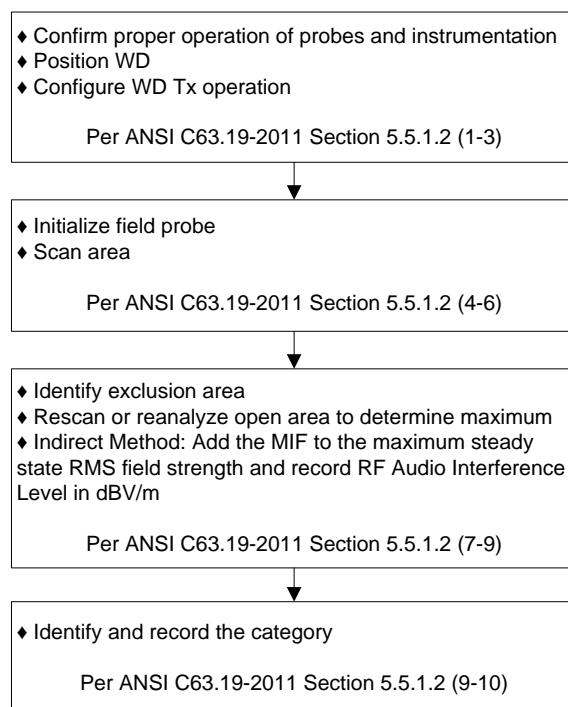 ♦ Confirm proper operation of probes and instrumentation
♦ Position WD
♦ Configure WD Tx operation
Per ANSI C63.19-2011 Section 5.5.1.2 (1-3)
♦ Initialize field probe
♦ Scan area
Per ANSI C63.19-2011 Section 5.5.1.2 (4-6)
♦ Identify exclusion area
♦ Rescan or reanalyze open area to determine maximum
♦ Indirect Method: Add the MIF to the maximum steady
state RMS field strength and record RF Audio Interference
Level in dBV/m
Per ANSI C63.19-2011 Section 5.5.1.2 (7-9)
♦ Identify and record the category
Per ANSI C63.19-2011 Section 5.5.1.2 (9-10)